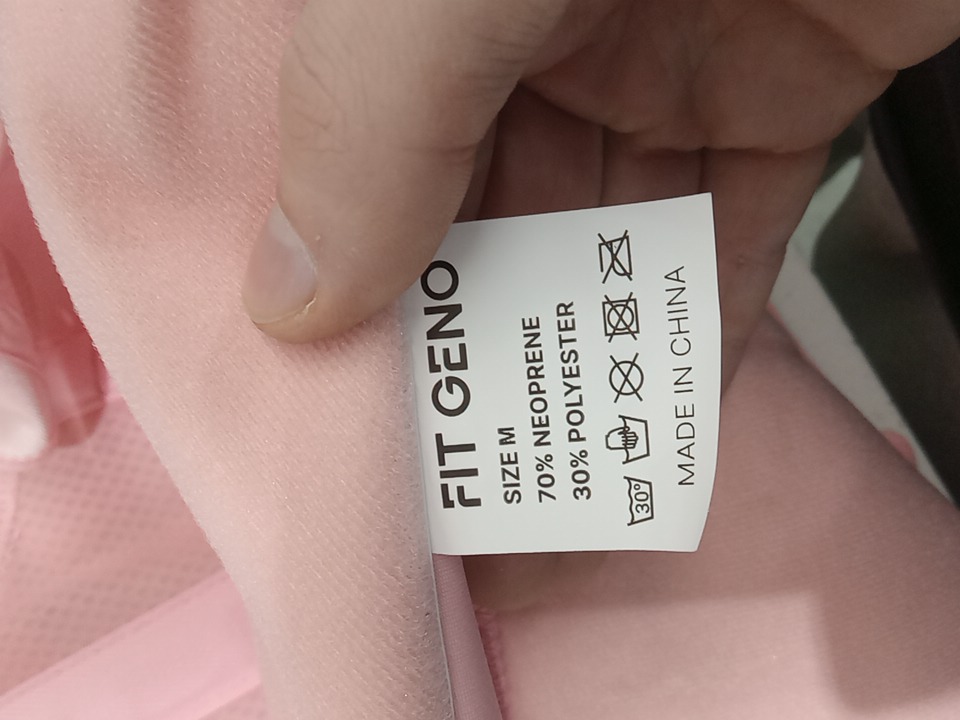 FIT GENO
SIZE M
70% NEOPRENE
30% POLYESTER
30°
MADE IN CHINA